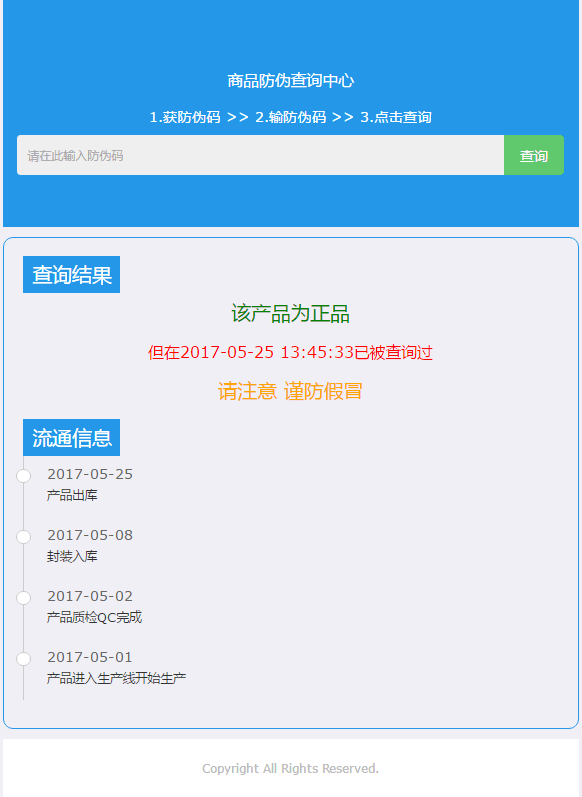 商品防伪查询中心
1.获防伪码 >> 2.输防伪码 >> 3.点击查询
请在此输入防伪码
查询
查询结果
该产品为正品
但在2017-05-25 13:45:33已被查询过
请注意 谨防假冒
流通信息
2017-05-25
产品出库
2017-05-08
封装入库
2017-05-02
产品质检QC完成
2017-05-01
产品进入生产线开始生产
Copyright All Rights Reserved.